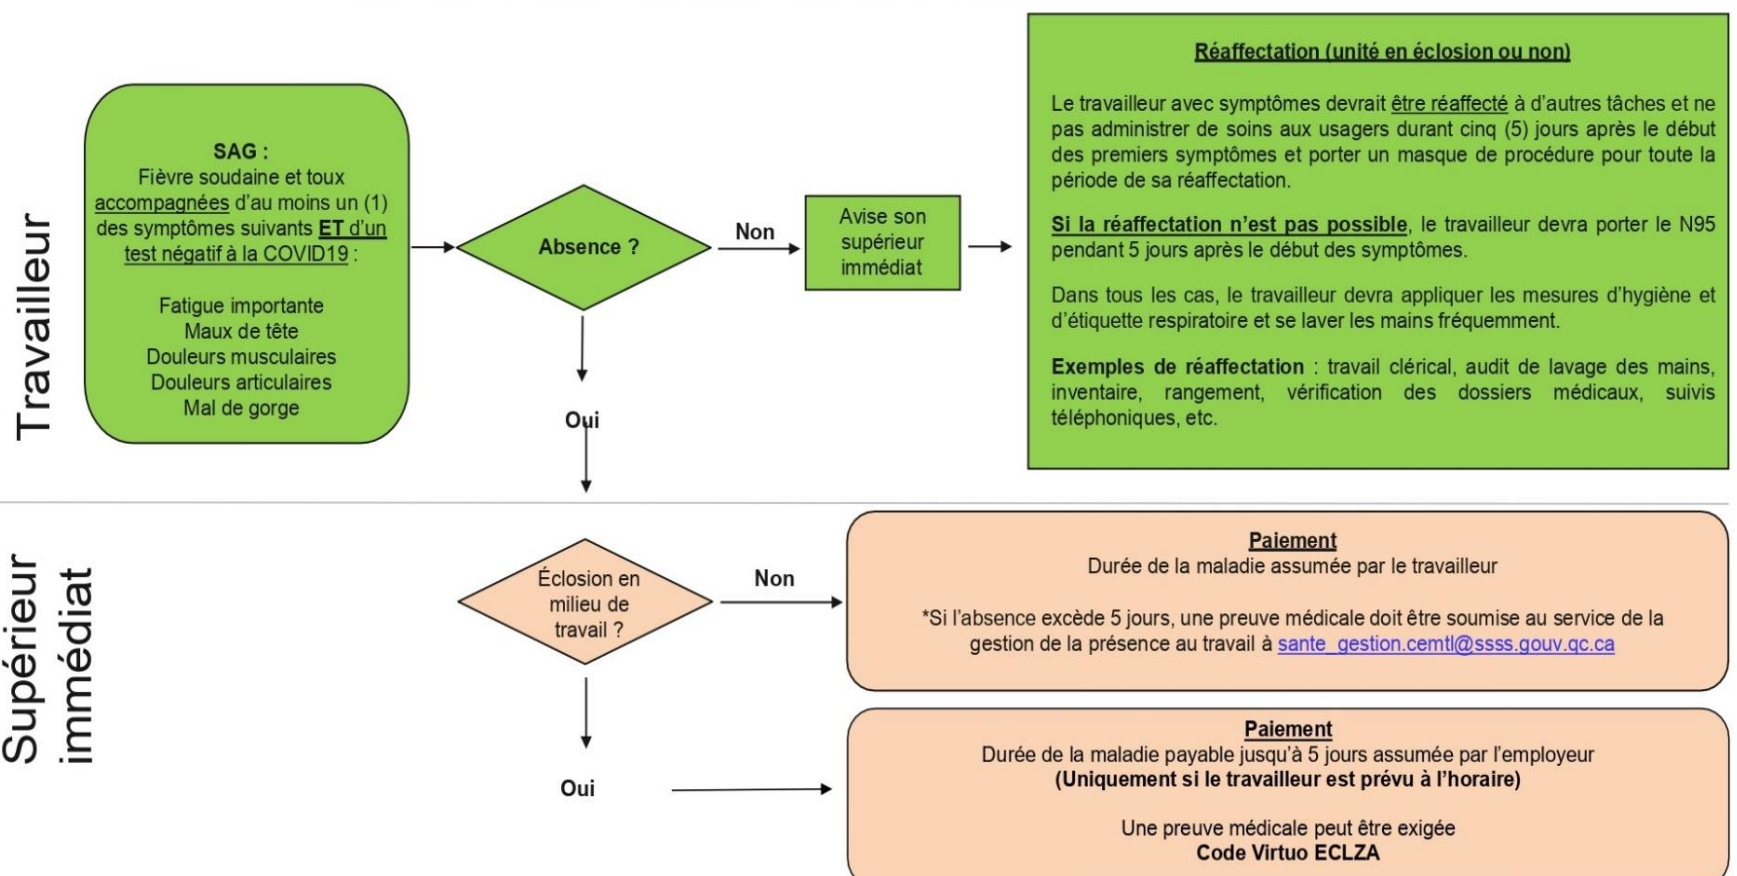 Travailleur
SAG :
Fièvre soudaine et toux
accompagnées d'au moins un (1)
des symptômes suivants ET d'un
test négatif à la COVID19 :
Fatigue importante
Maux de tête
Douleurs musculaires
Douleurs articulaires
Mal de gorge
Absence ?
Non
Avise son
supérieur
immédiat
Réaffectation (unité en éclosion ou non)
Le travailleur avec symptômes devrait être réaffecté à d'autres tâches et ne
pas administrer de soins aux usagers durant cinq (5) jours après le début
des premiers symptômes et porter un masque de procédure pour toute la
période de sa réaffectation.
Si la réaffectation n'est pas possible, le travailleur devra porter le N95
pendant 5 jours après le début des symptômes.
Dans tous les cas, le travailleur devra appliquer les mesures d'hygiène et
d'étiquette respiratoire et se laver les mains fréquemment.
Exemples de réaffectation : travail clérical, audit de lavage des mains,
inventaire, rangement, vérification des dossiers médicaux, suivis
téléphoniques, etc.
Oui
Supérieur
immédiat
Éclosion en
milieu de
travail ?
Non
Paiement
Durée de la maladie assumée par le travailleur
*Si l'absence excède 5 jours, une preuve médicale doit être soumise au service de la
gestion de la présence au travail à sante_gestion.cemtl@ssss.gouv.qc.ca
Oui
Paiement
Durée de la maladie payable jusqu'à 5 jours assumée par l'employeur
(Uniquement si le travailleur est prévu à l'horaire)
Une preuve médicale peut être exigée
Code Virtuo ECLZA